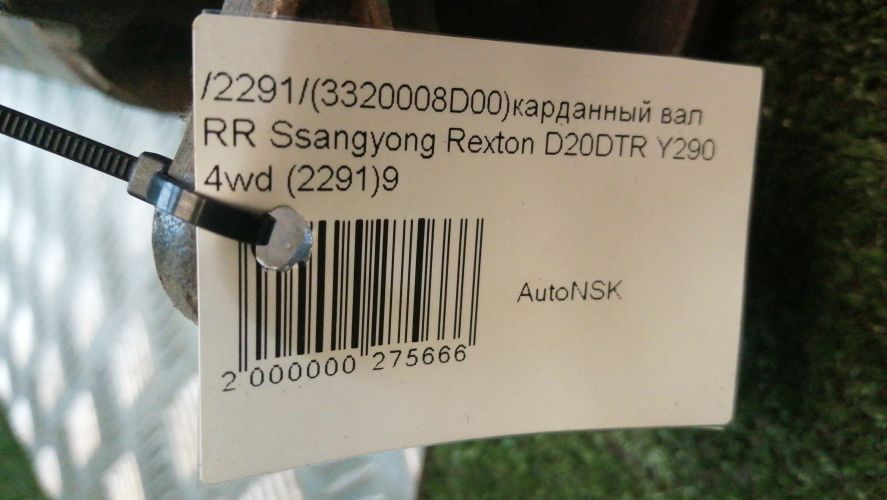 /2291/(3320008D00)карданный вал
RR Ssangyong Rexton D20DTR Y290
4wd (2291)9
AutoNSK
2 000000 275666